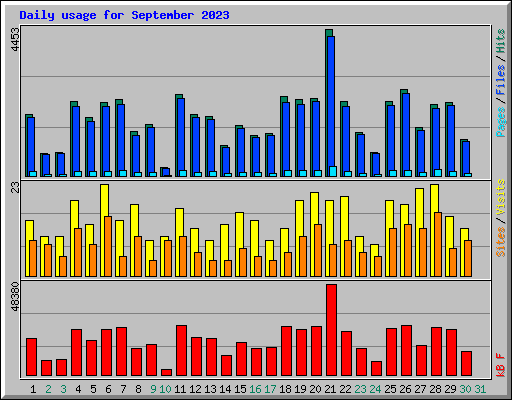 Daily usage for September 2023
4453
Pages / Files / Hits
23
Sites / Visits
48380
kB F
1 2 3 4 5 6 7 8 9 10 11 12 13 14 15 16 17 18 19 20 21 22 23 24 25 26 27 28 29 30 31